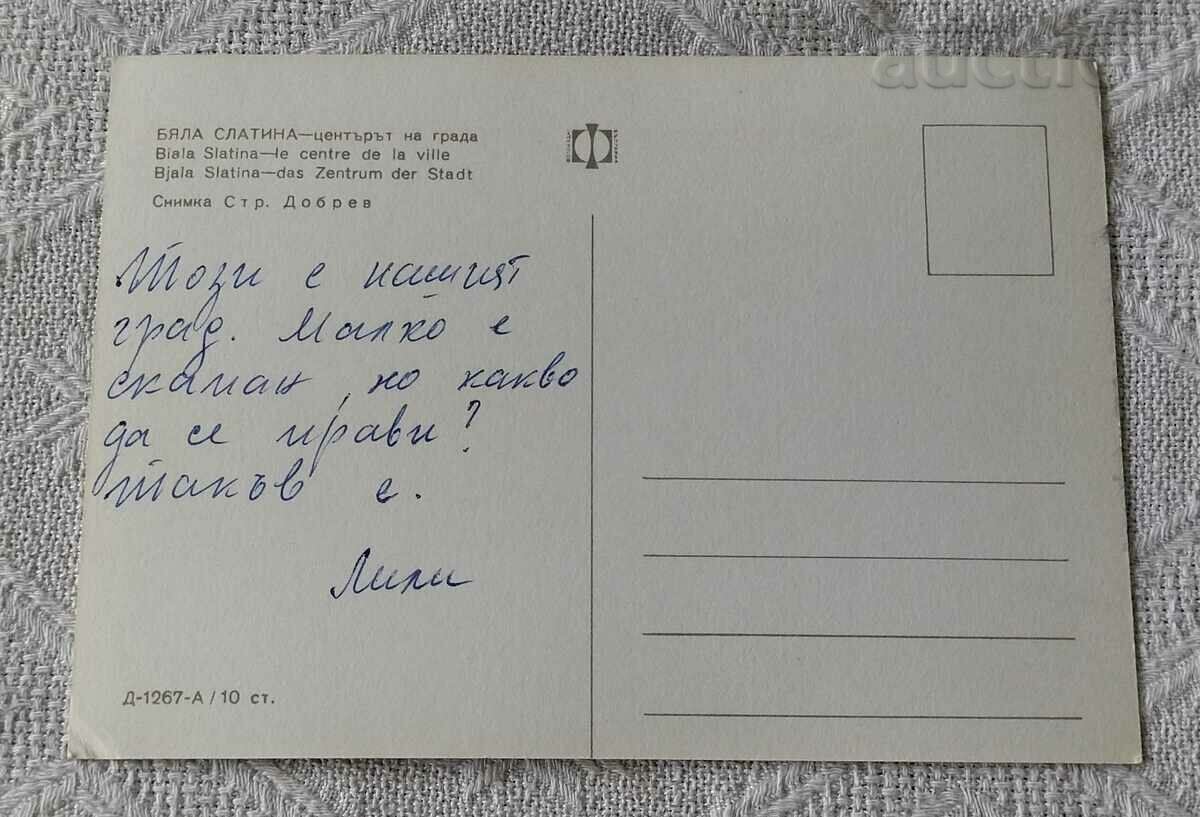 auctio
БЯЛА СЛАТИНА—центърът на града
Biala Slatina—le centre de la ville
Bjala Slatina—das Zentrum der Stadt
Снимка Стр. Добрев
Този е нашият
град. Малко е
скапан, но какво
да се прави?
такъв е.
Лили
Д-1267-А/10 ст.